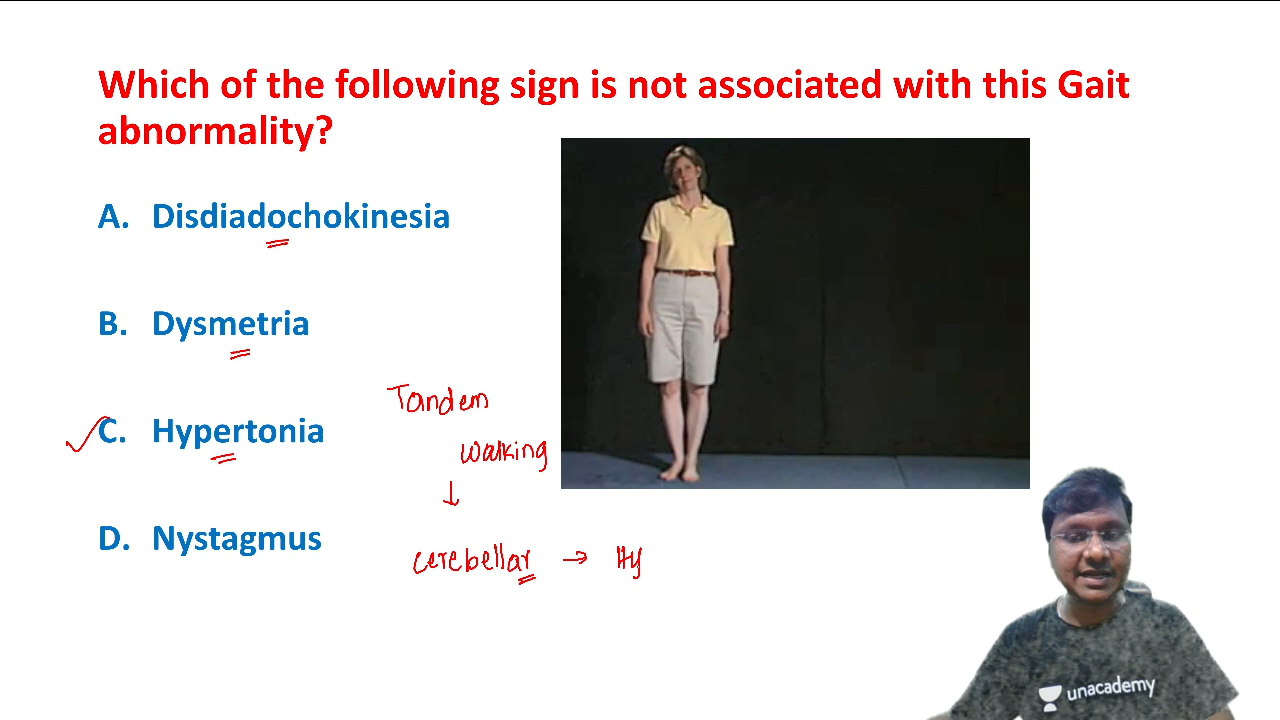 Which of the following sign is not associated with this Gait
abnormality?
A. Disdiadochokinesia
B. Dysmetria
C. Hypertonia
D. Nystagmus
Tandem
walking
cerebellar → Hy
unacademy